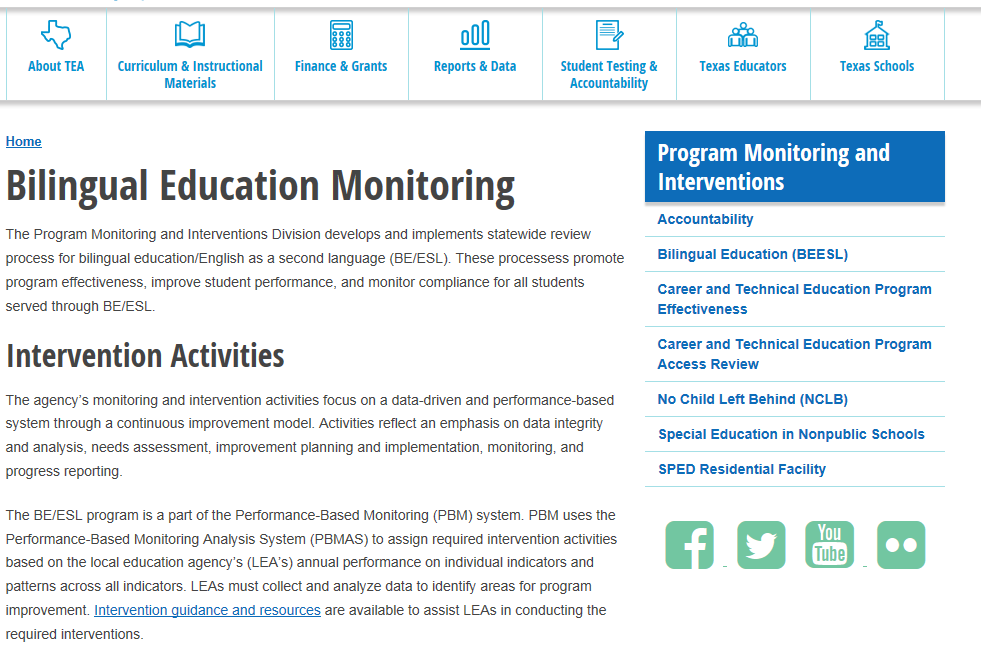 About TEA
Curriculum & Instructional
Materials
Finance & Grants
Reports & Data
Student Testing &
Accountability
Texas Educators
Texas Schools
Home
Bilingual Education Monitoring
The Program Monitoring and Interventions Division develops and implements statewide review
process for bilingual education/English as a second language (BE/ESL). These processess promote
program effectiveness, improve student performance, and monitor compliance for all students
served through BE/ESL.
Intervention Activities
The agency’s monitoring and intervention activities focus on a data-driven and performance-based
system through a continuous improvement model. Activities reflect an emphasis on data integrity
and analysis, needs assessment, improvement planning and implementation, monitoring, and
progress reporting.
The BE/ESL program is a part of the Performance-Based Monitoring (PBM) system. PBM uses the
Performance-Based Monitoring Analysis System (PBMAS) to assign required intervention activities
based on the local education agency’s (LEA’s) annual performance on individual indicators and
patterns across all indicators. LEAs must collect and analyze data to identify areas for program
improvement. Intervention guidance and resources are available to assist LEAs in conducting the
required interventions.
Program Monitoring and
Interventions
Accountability
Bilingual Education (BEESL)
Career and Technical Education Program
Effectiveness
Career and Technical Education Program
Access Review
No Child Left Behind (NCLB)
Special Education in Nonpublic Schools
SPED Residential Facility
You
Tube